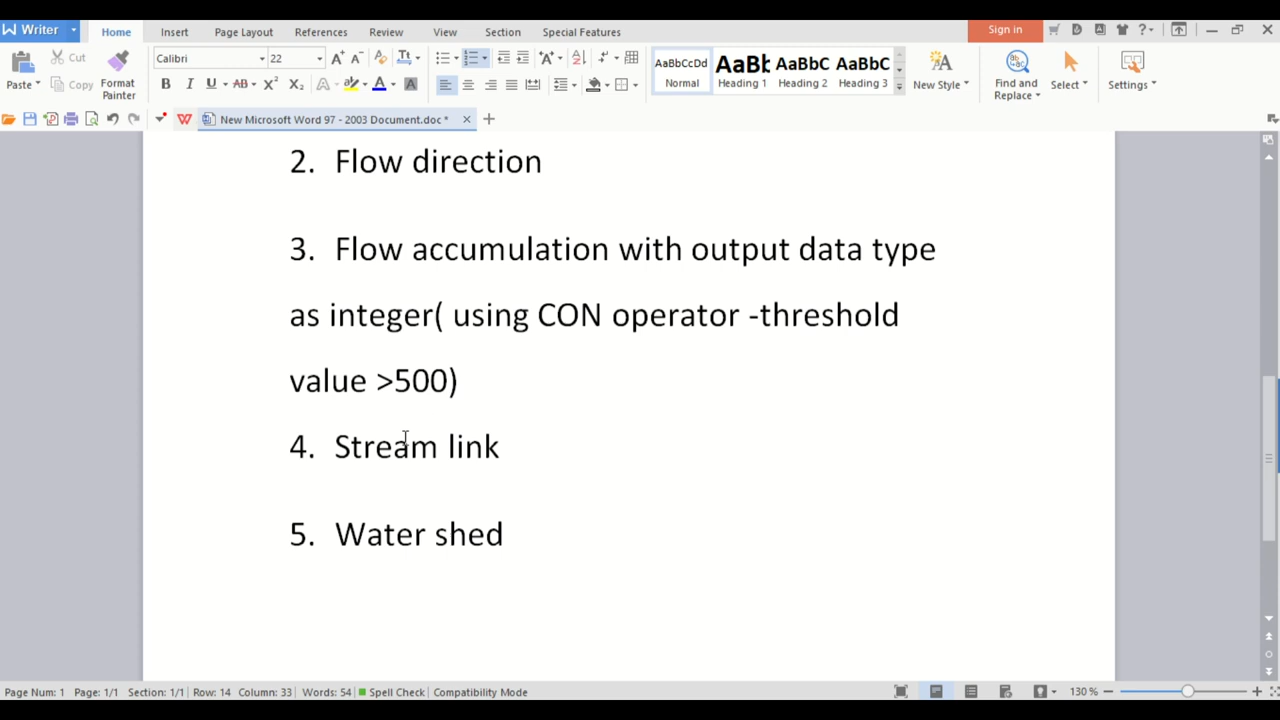 Writer
Home
Insert
Page Layout
References
Review
View
Section
Special Features
Sign in
Paste
Cut
Copy
Format
Painter
Calibri
22
AaBbCcDd
Normal
AaBb
Heading 1
AaBbC
Heading 2
AaBbC
Heading 3
New Style
Find and
Replace
Select
Settings
New Microsoft Word 97 - 2003 Document.doc *
2. Flow direction
3. Flow accumulation with output data type
as integer( using CON operator -threshold
value >500)
4. Stream link
5. Water shed
Page Num: 1 Page: 1/1 Section: 1/1 Row: 14 Column: 33 Words: 54 Spell Check Compatibility Mode
130 %